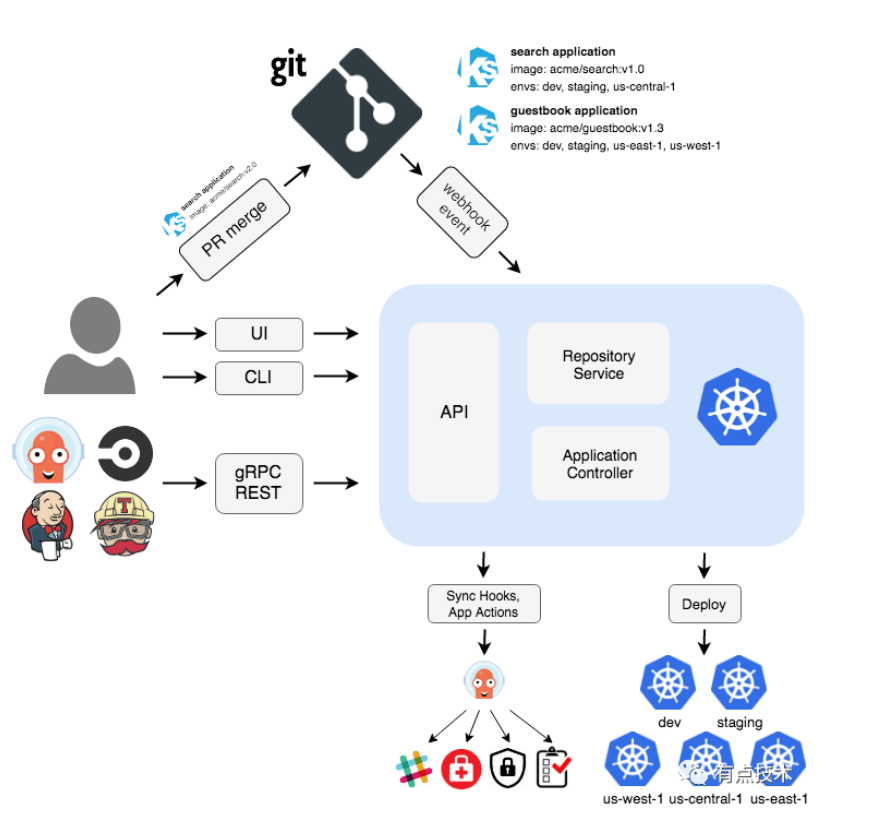 git
search application
image: acme/search:v1.0
envs: dev, staging, us-central-1
guestbook application
image: acme/guestbook:v1.3
envs: dev, staging, us-east-1, us-west-1
Ks
Ks
search application
image: acme/search:v2.0
Ks
PR merge
webhook
event
UI
CLI
gRPC
REST
API
Repository
Service
Application
Controller
T
Sync Hooks,
App Actions
Deploy
dev
staging
us-west-1
us-central-1
us-east-1
有点技术